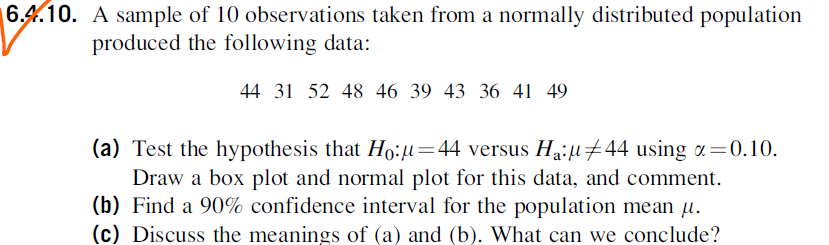 6.4.10. A sample of 10 observations taken from a normally distributed population
produced the following data:
44 31 52 48 46 39 43 36 41 49
(a) Test the hypothesis that H₀:μ=44 versus Hₐ:μ≠44 using α=0.10.
Draw a box plot and normal plot for this data, and comment.
(b) Find a 90% confidence interval for the population mean μ.
(c) Discuss the meanings of (a) and (b). What can we conclude?